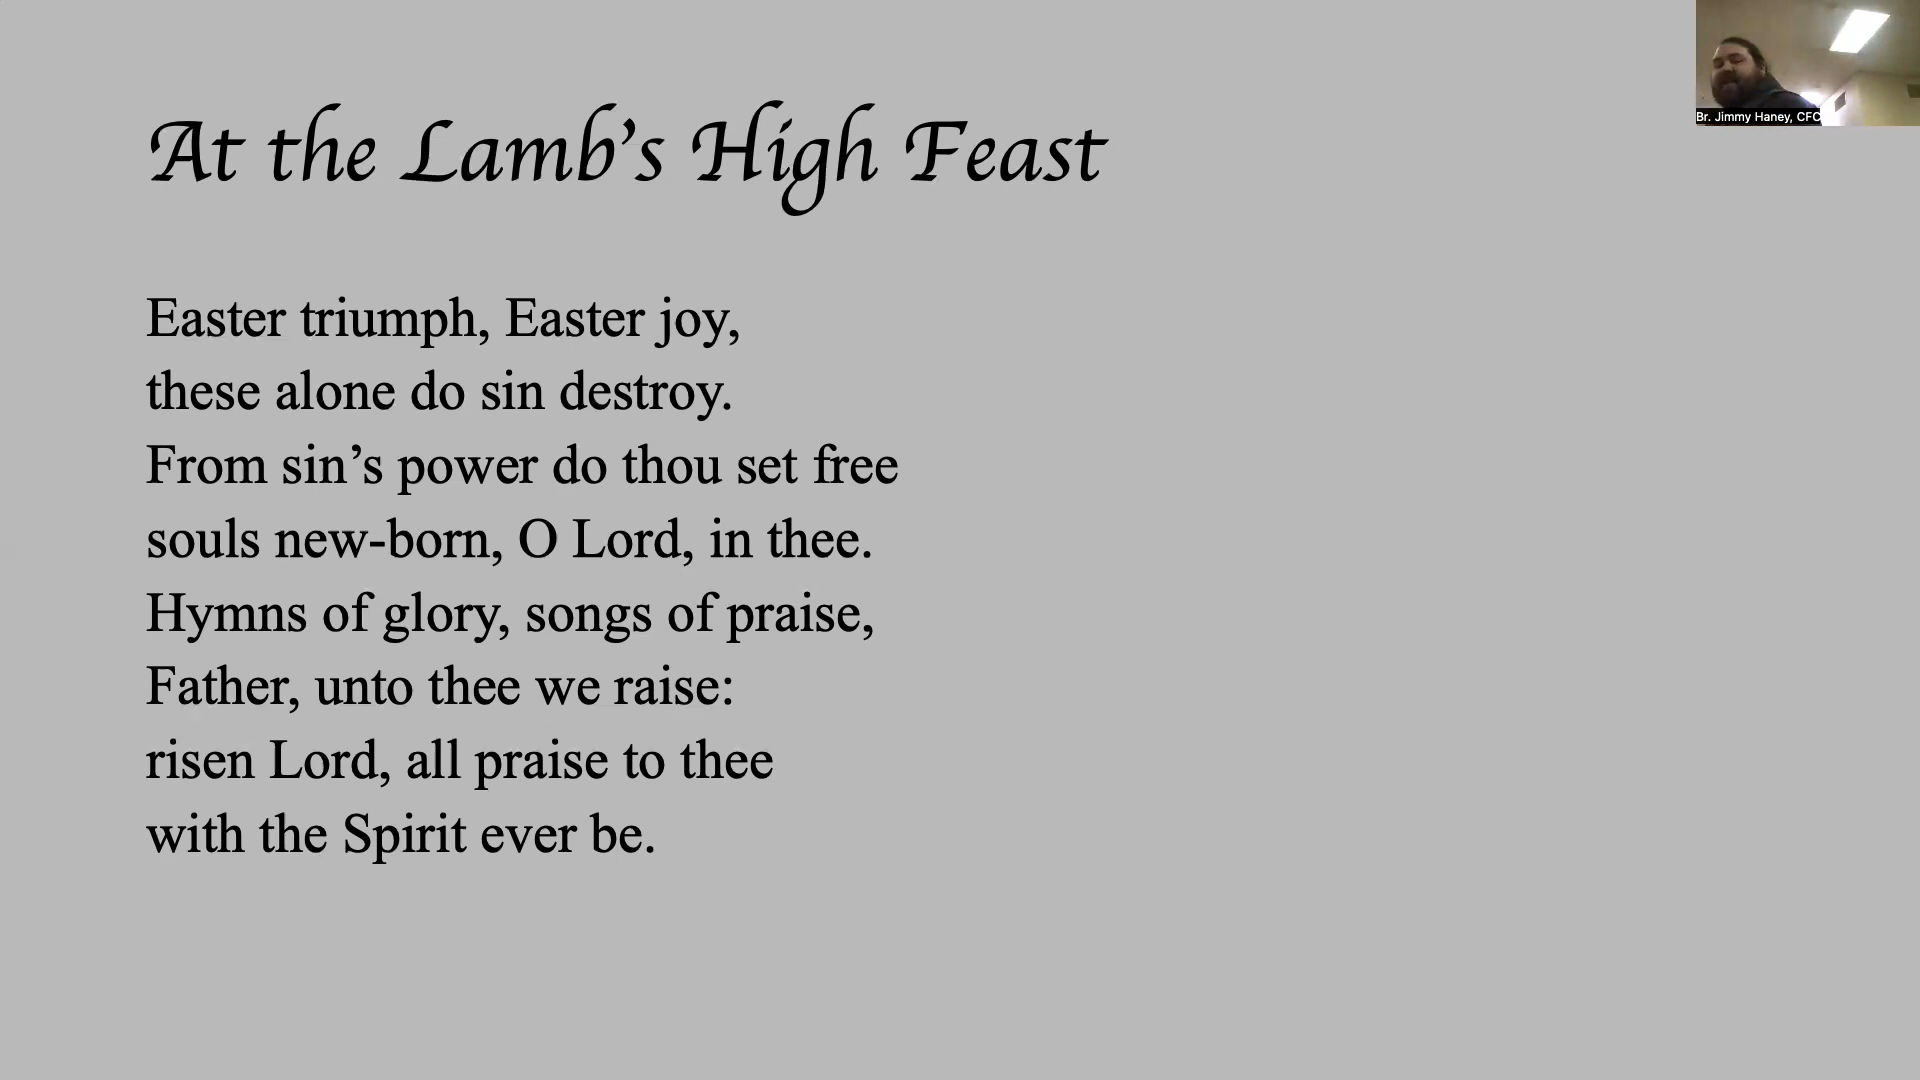 At the Lamb’s High Feast
Easter triumph, Easter joy,
these alone do sin destroy.
From sin’s power do thou set free
souls new-born, O Lord, in thee.
Hymns of glory, songs of praise,
Father, unto thee we raise:
risen Lord, all praise to thee
with the Spirit ever be.
Br. Jimmy Haney, CFC